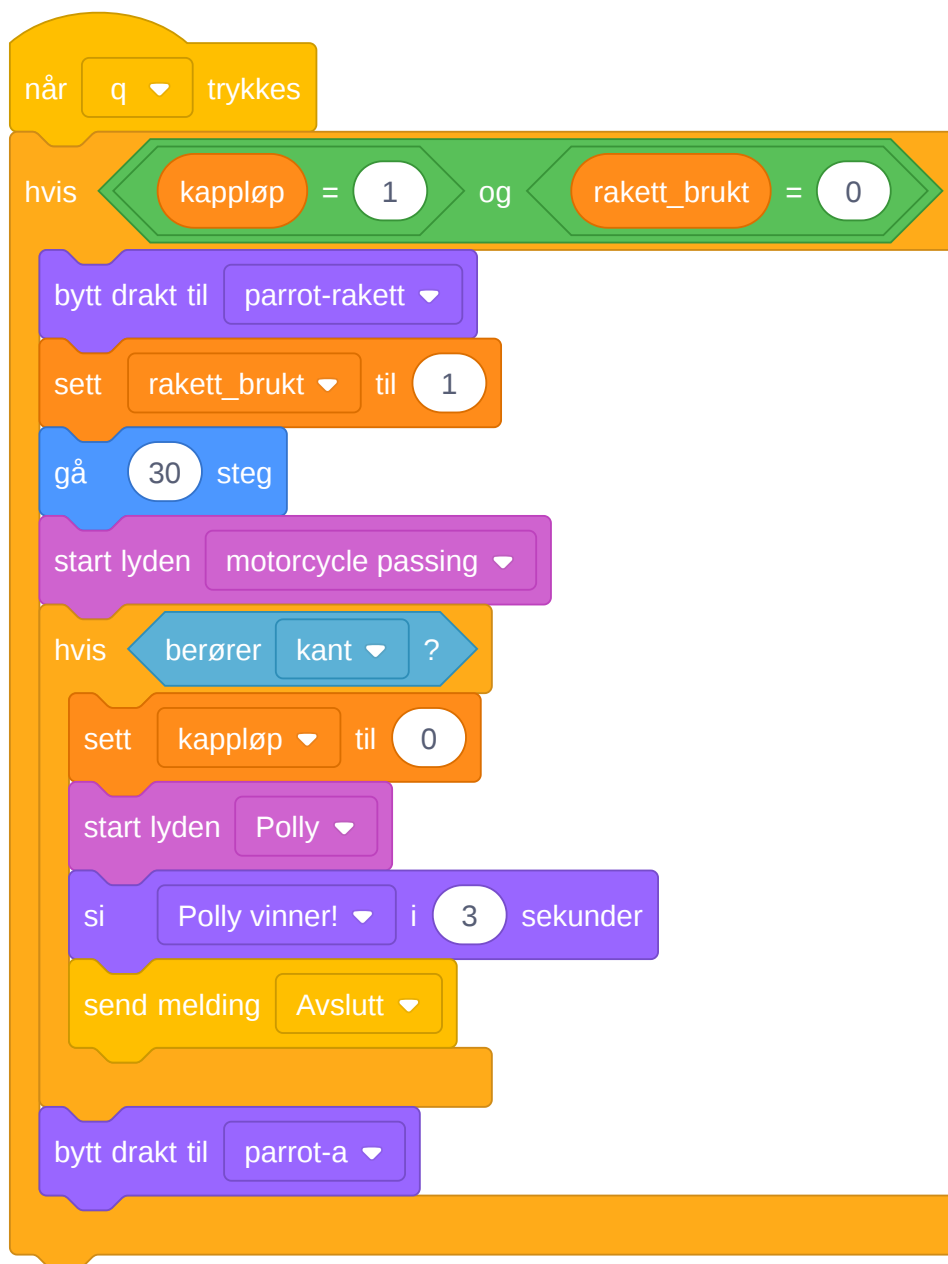 når q trykkes
hvis kappløp = 1 og rakett_brukt = 0
bytt drakt til parrot-rakett
sett rakett_brukt til 1
gå 30 steg
start lyden motorcycle passing
hvis berører kant ?
sett kappløp til 0
start lyden Polly
si Polly vinner! i 3 sekunder
send melding Avslutt
bytt drakt til parrot-a